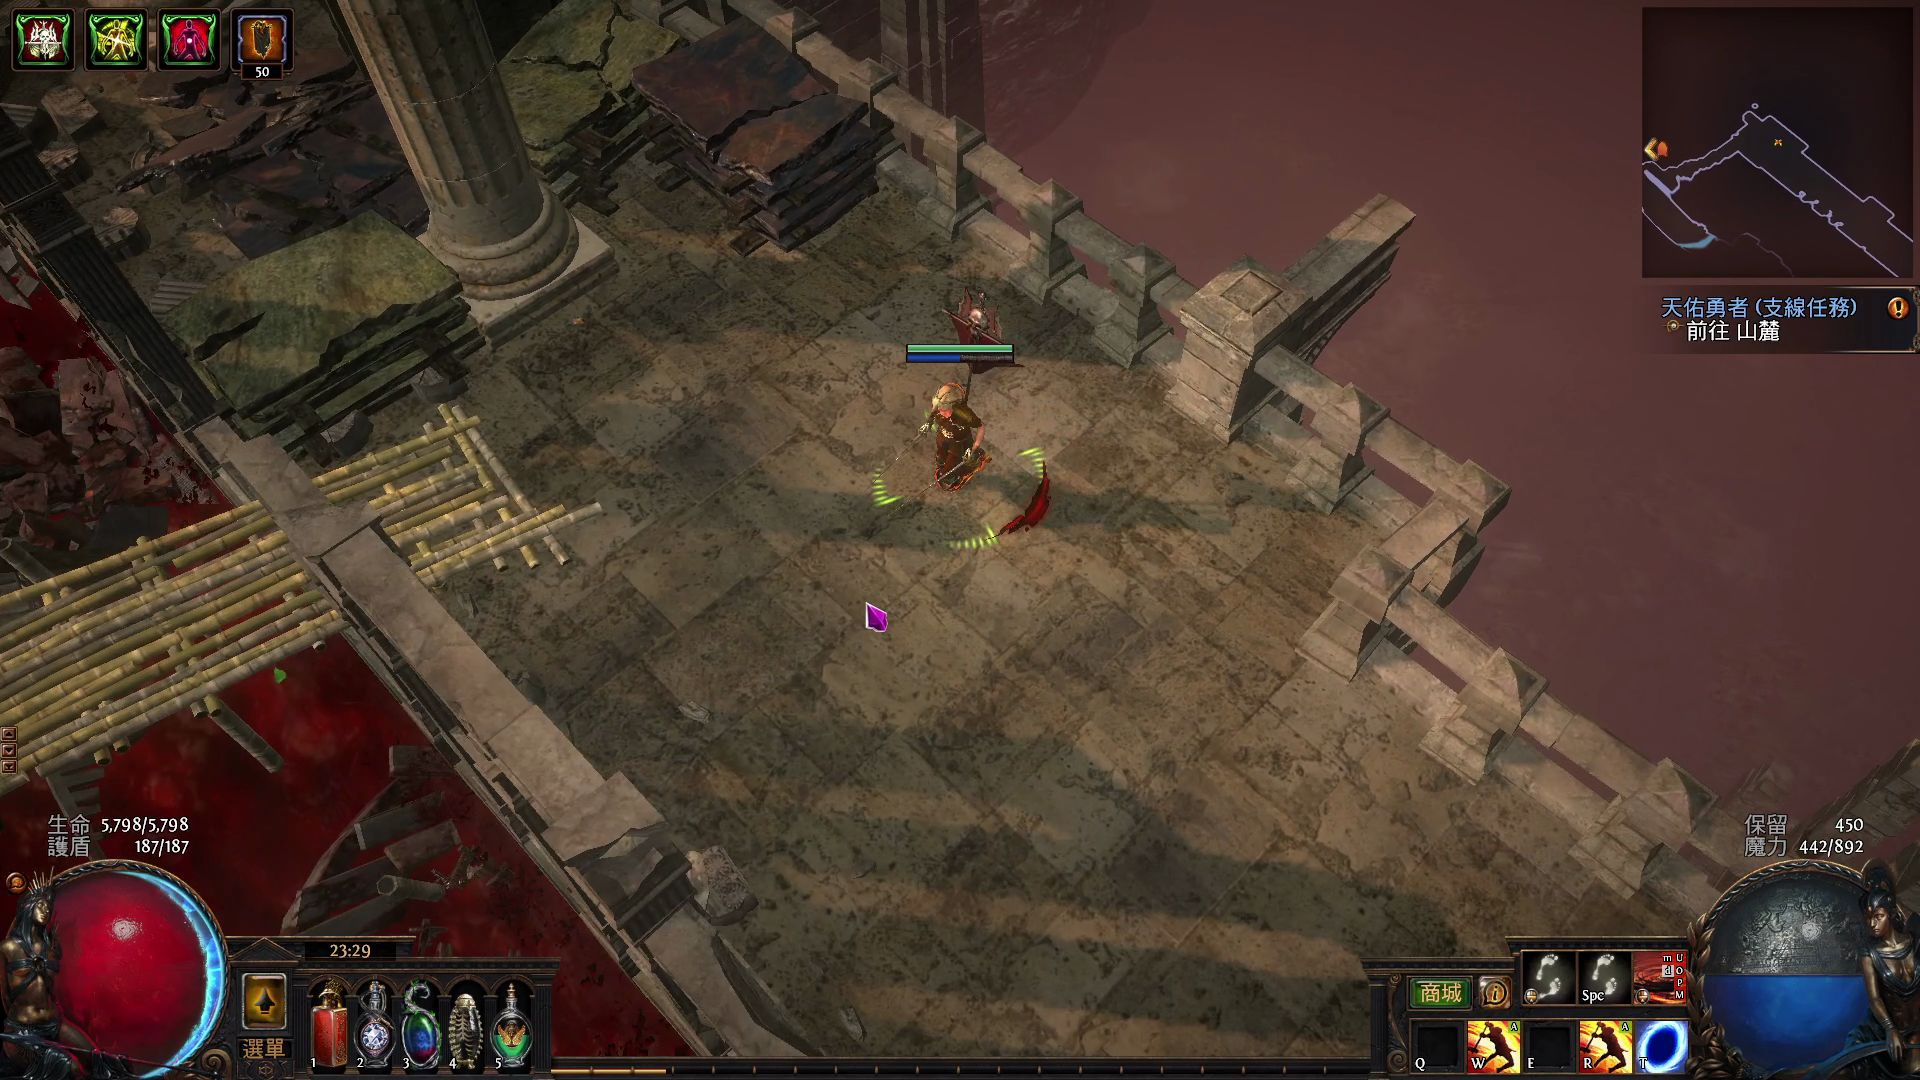 50
天佑勇者 (支線任務)
前往 山麓
生命 5,798/5,798
護盾 187/187
保留 450
魔力 442/892
23:29
選單
1 2 3 4 5
商城
Spc
m U
d O
P
M
Q W A E R A T